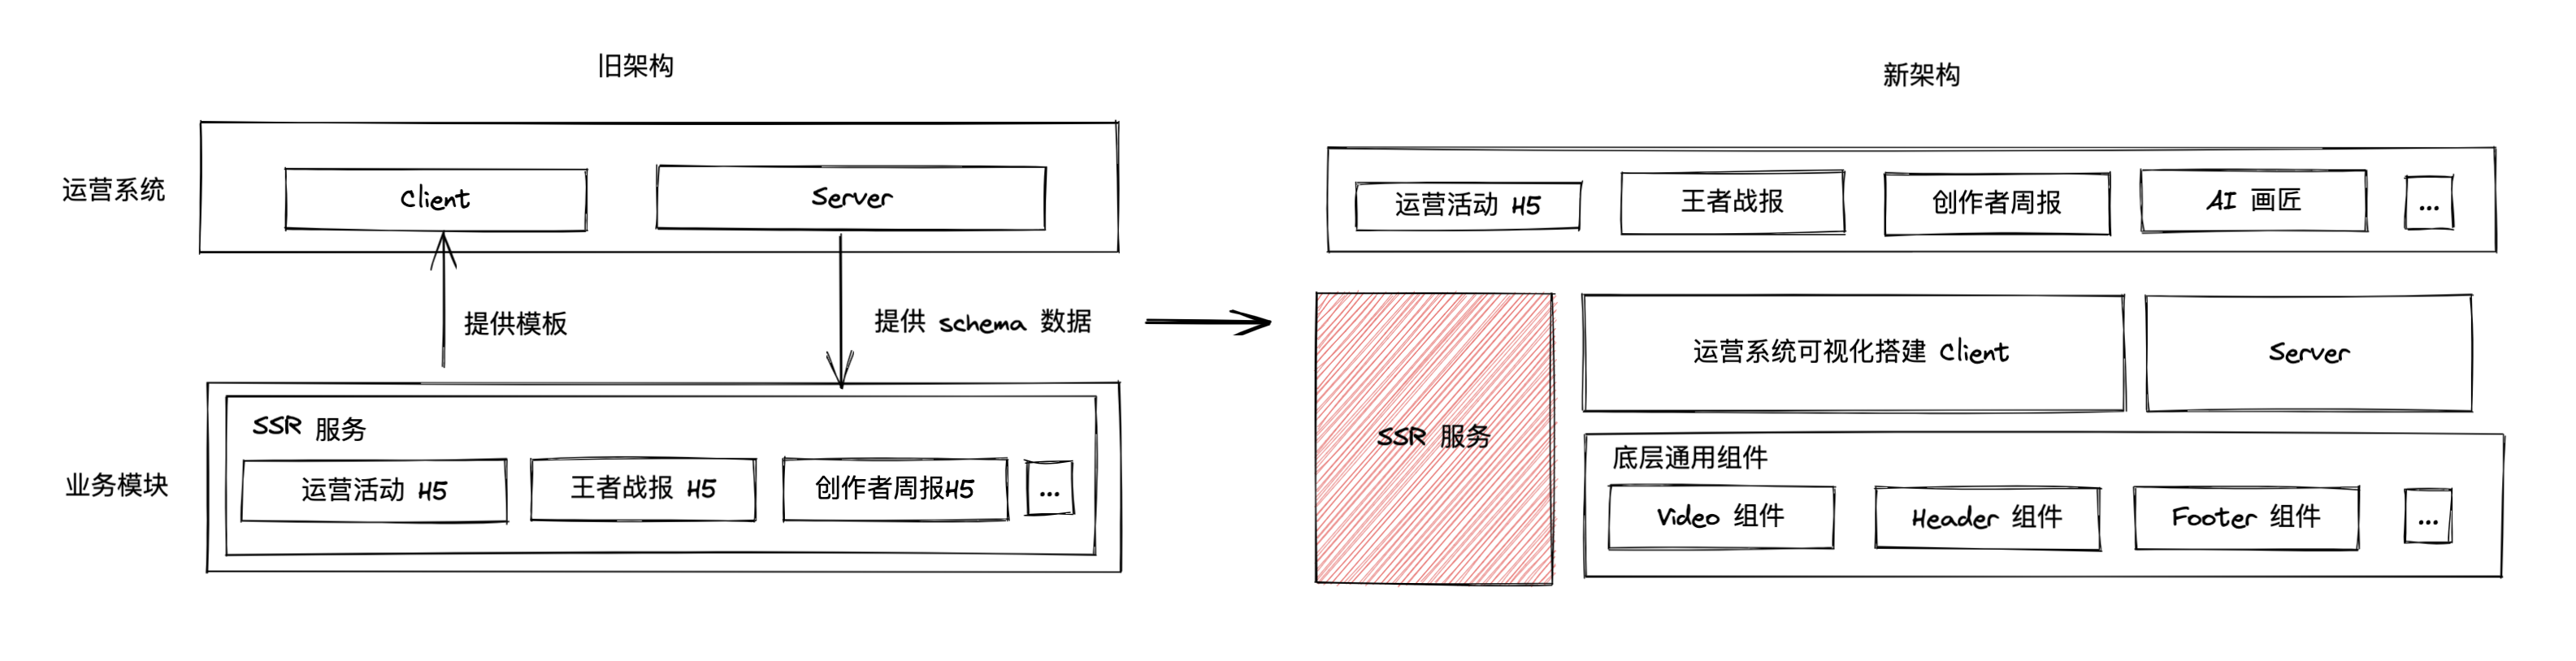 旧架构
运营系统
Client
Server
提供模板
提供 schema 数据
业务模块
SSR 服务
运营活动 H5
王者战报 H5
创作者周报H5
...
新架构
运营活动 H5
王者战报
创作者周报
AI 画匠
...
SSR 服务
运营系统可视化搭建 Client
Server
底层通用组件
Video 组件
Header 组件
Footer 组件
...